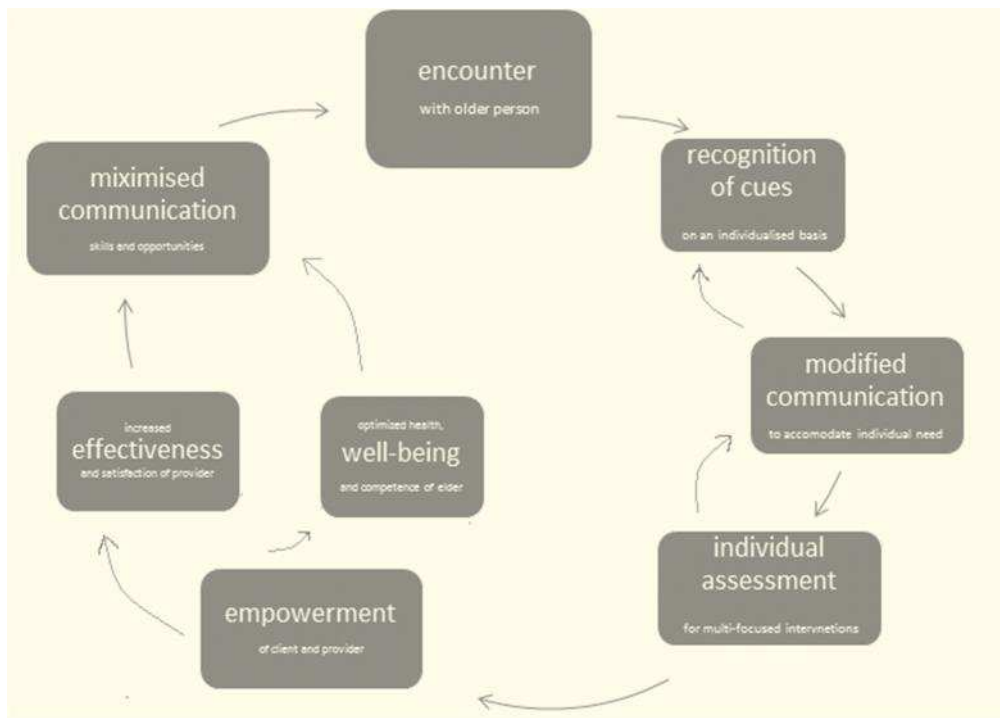 encounter
with older person
recognition
of cues
on an individualised basis
modified
communication
to accomodate individual need
individual
assessment
for multi-focused intervnetions
empowerment
of client and provider
increased
effectiveness
and satisfaction of provider
optimized health,
well-being
and competence of elder
miximised
communication
skills and opportunities